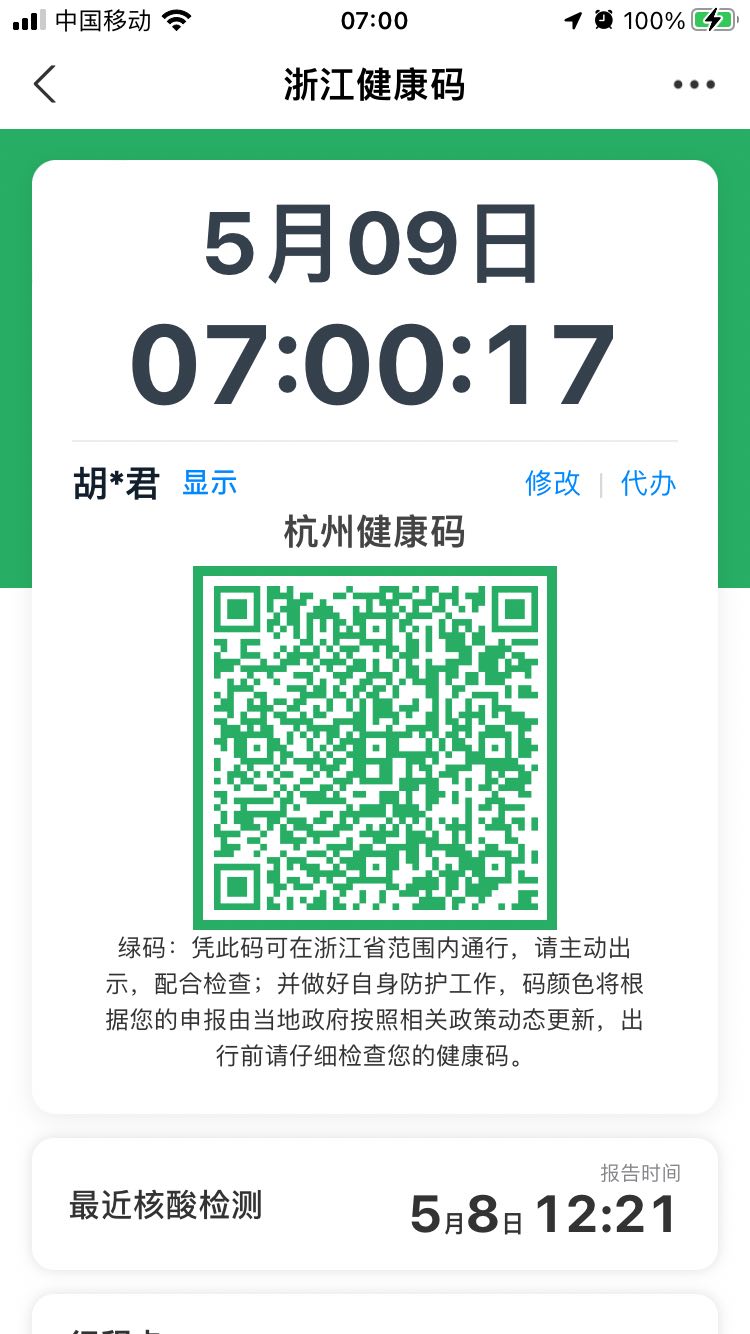 中国移动 07:00 100%
浙江健康码
5月09日
07:00:17
胡*君 显示 修改 | 代办
杭州健康码
绿码：凭此码可在浙江省范围内通行，请主动出
示，配合检查；并做好自身防护工作，码颜色将根
据您的申报由当地政府按照相关政策动态更新，出
行前请仔细检查您的健康码。
报告时间
最近核酸检测 5月8日 12:21